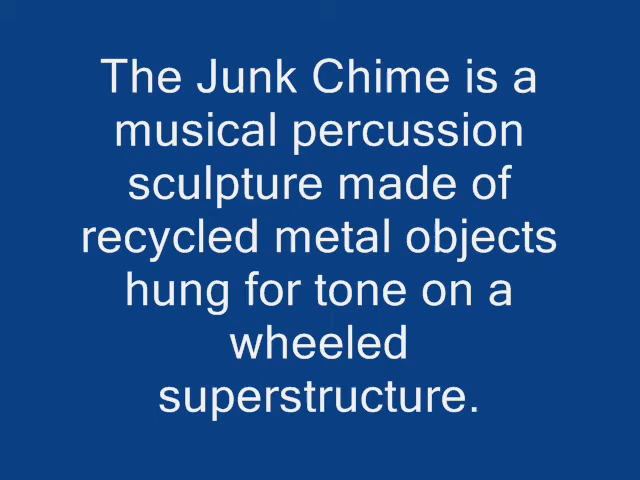 The Junk Chime is a
musical percussion
sculpture made of
recycled metal objects
hung for tone on a
wheeled
superstructure.